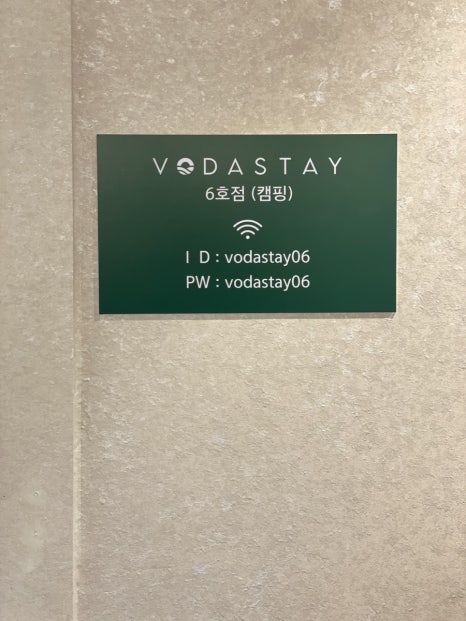 VODASTAY
6호점 (캠핑)
I D : vodastay06
PW : vodastay06